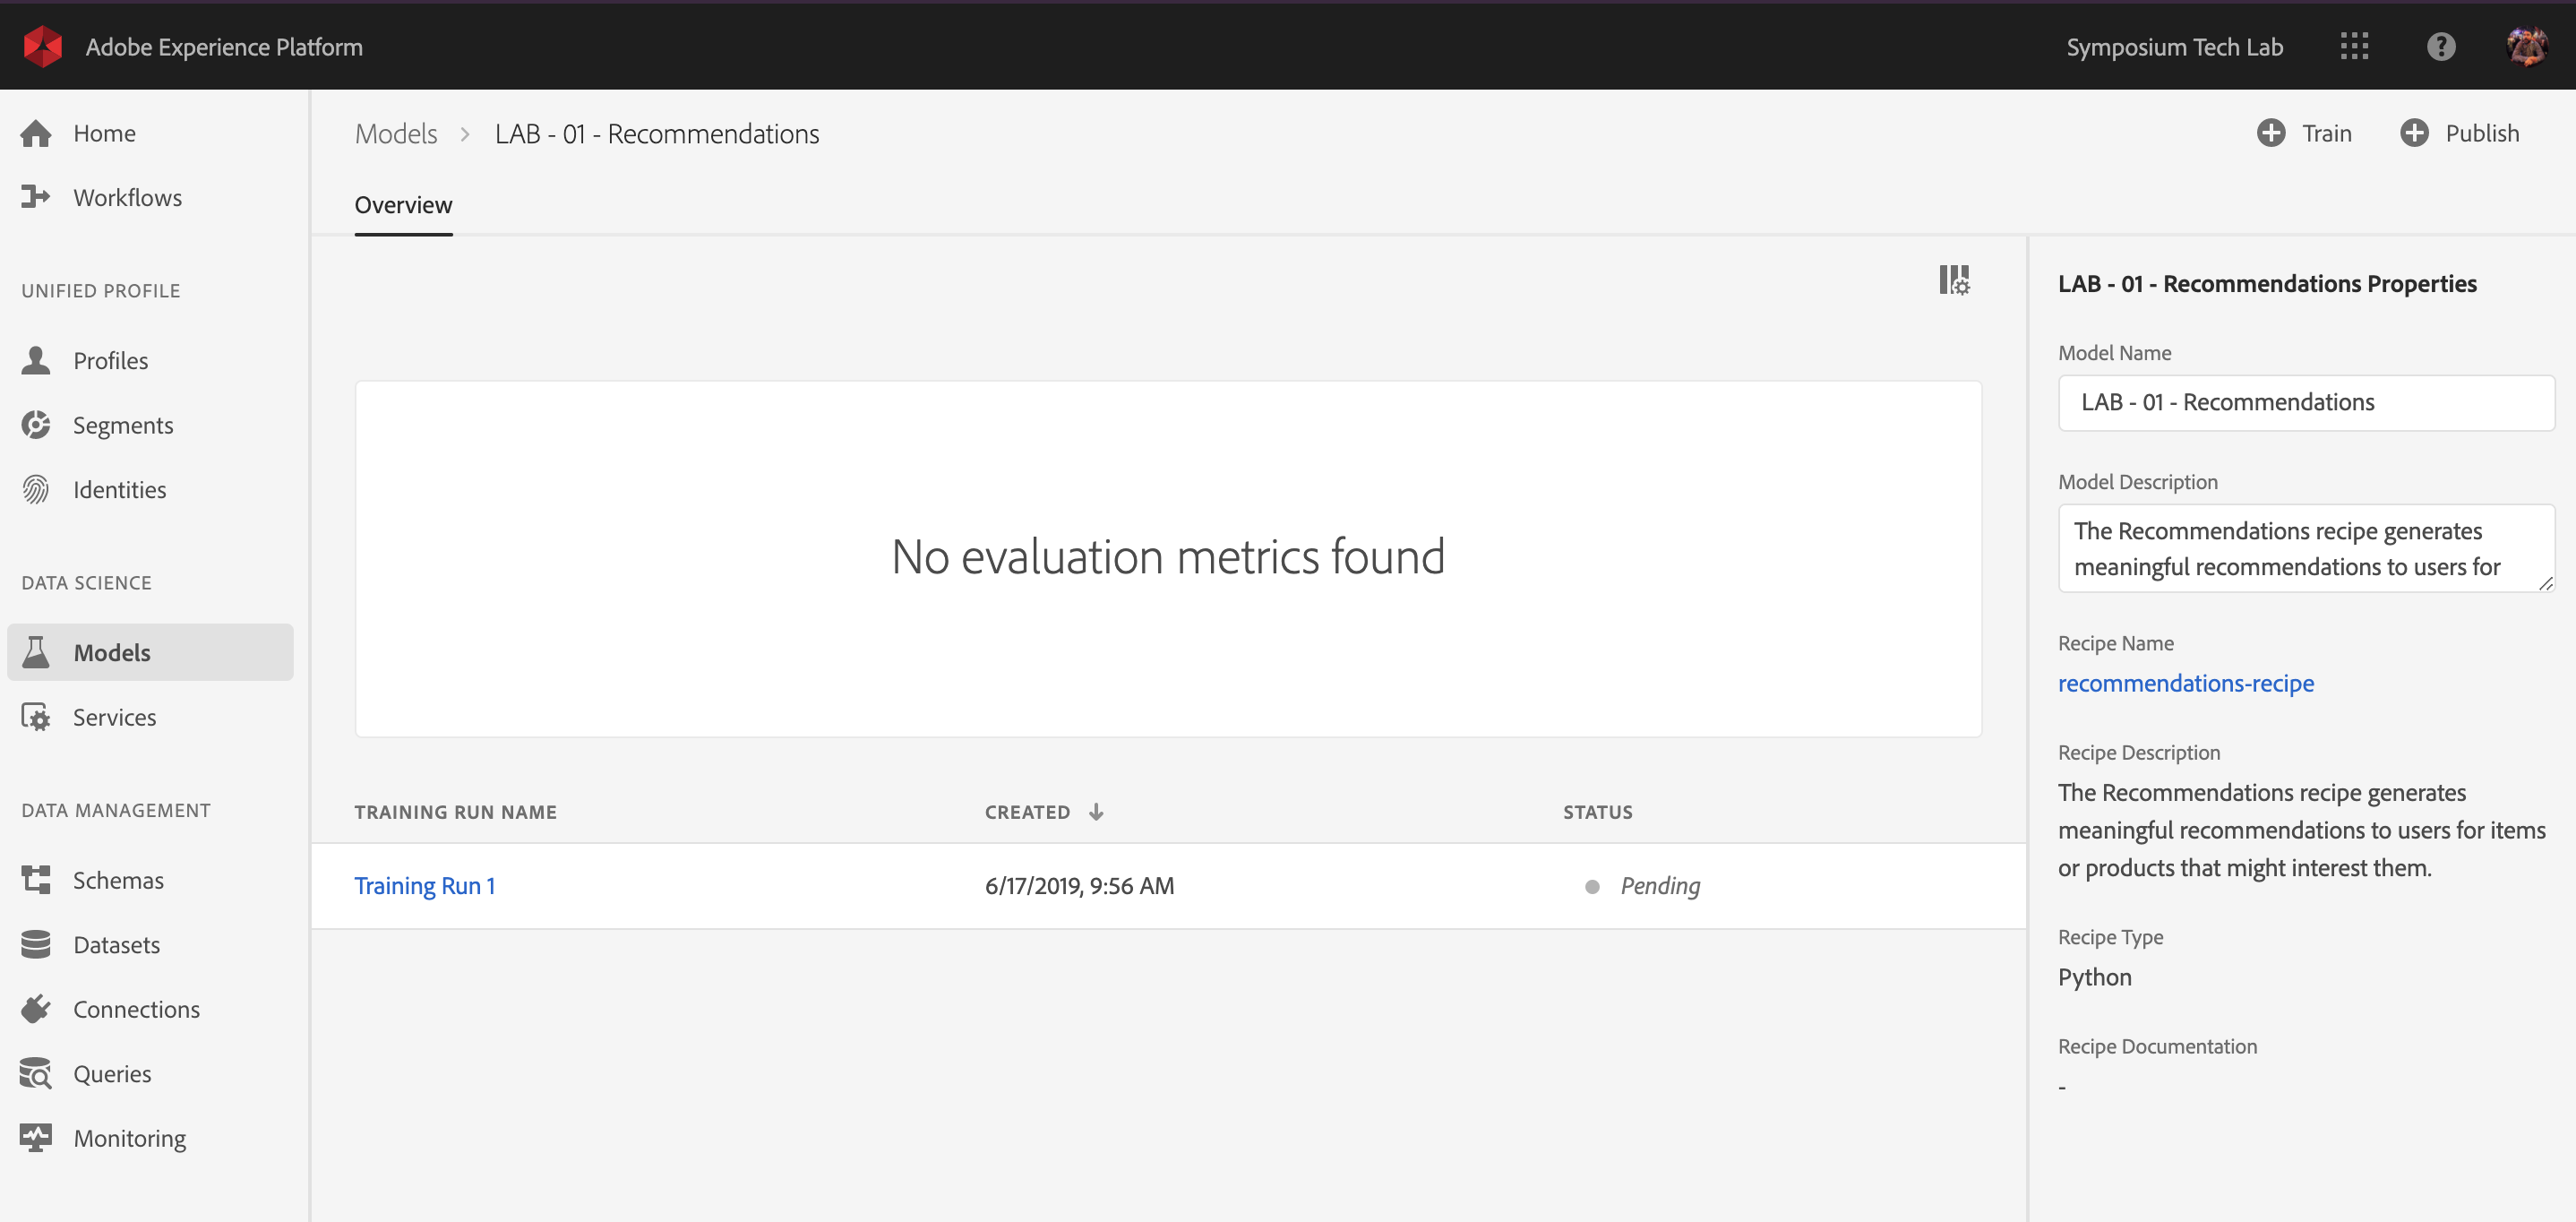 Adobe Experience Platform
Symposium Tech Lab
Home
Workflows
UNIFIED PROFILE
Profiles
Segments
Identities
DATA SCIENCE
Models
Services
DATA MANAGEMENT
Schemas
Datasets
Connections
Queries
Monitoring
Models > LAB - 01 - Recommendations
Train
Publish
Overview
No evaluation metrics found
TRAINING RUN NAME CREATED ↓ STATUS
Training Run 1 6/17/2019, 9:56 AM Pending
LAB - 01 - Recommendations Properties
Model Name
LAB - 01 - Recommendations
Model Description
The Recommendations recipe generates
meaningful recommendations to users for
Recipe Name
recommendations-recipe
Recipe Description
The Recommendations recipe generates
meaningful recommendations to users for items
or products that might interest them.
Recipe Type
Python
Recipe Documentation
-